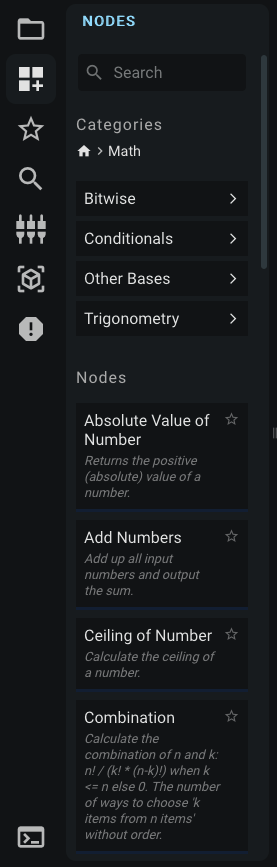 NODES
Search
Categories
Math
Bitwise
Conditionals
Other Bases
Trigonometry
Nodes
Absolute Value of
Number
Returns the positive
(absolute) value of a
number.
Add Numbers
Add up all input
numbers and output
the sum.
Ceiling of Number
Calculate the ceiling of
a number.
Combination
Calculate the
combination of n and k:
n! / (k! * (n-k)!) when k
<= n else 0. The number
of ways to choose 'k
items from n items'
without order.